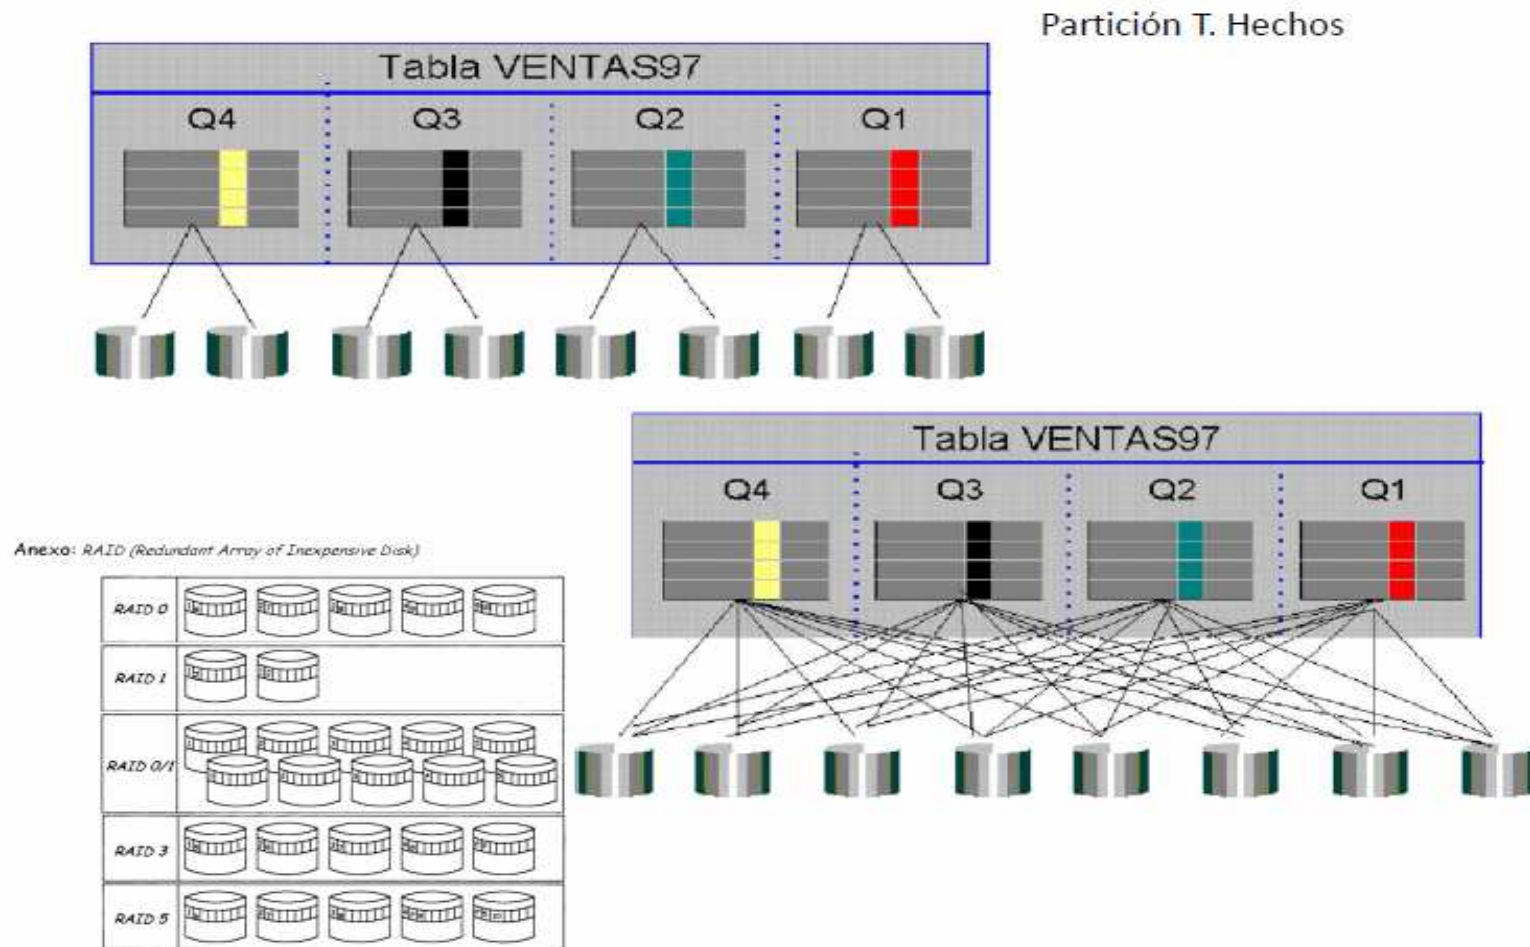 Partición T. Hechos
Tabla VENTAS97
Q4 Q3 Q2 Q1
Tabla VENTAS97
Q4 Q3 Q2 Q1
Anexo: RAID (Redundant Array of Inexpensive Disk)
RAID 0
RAID 1
RAID 0/1
RAID 3
RAID 5